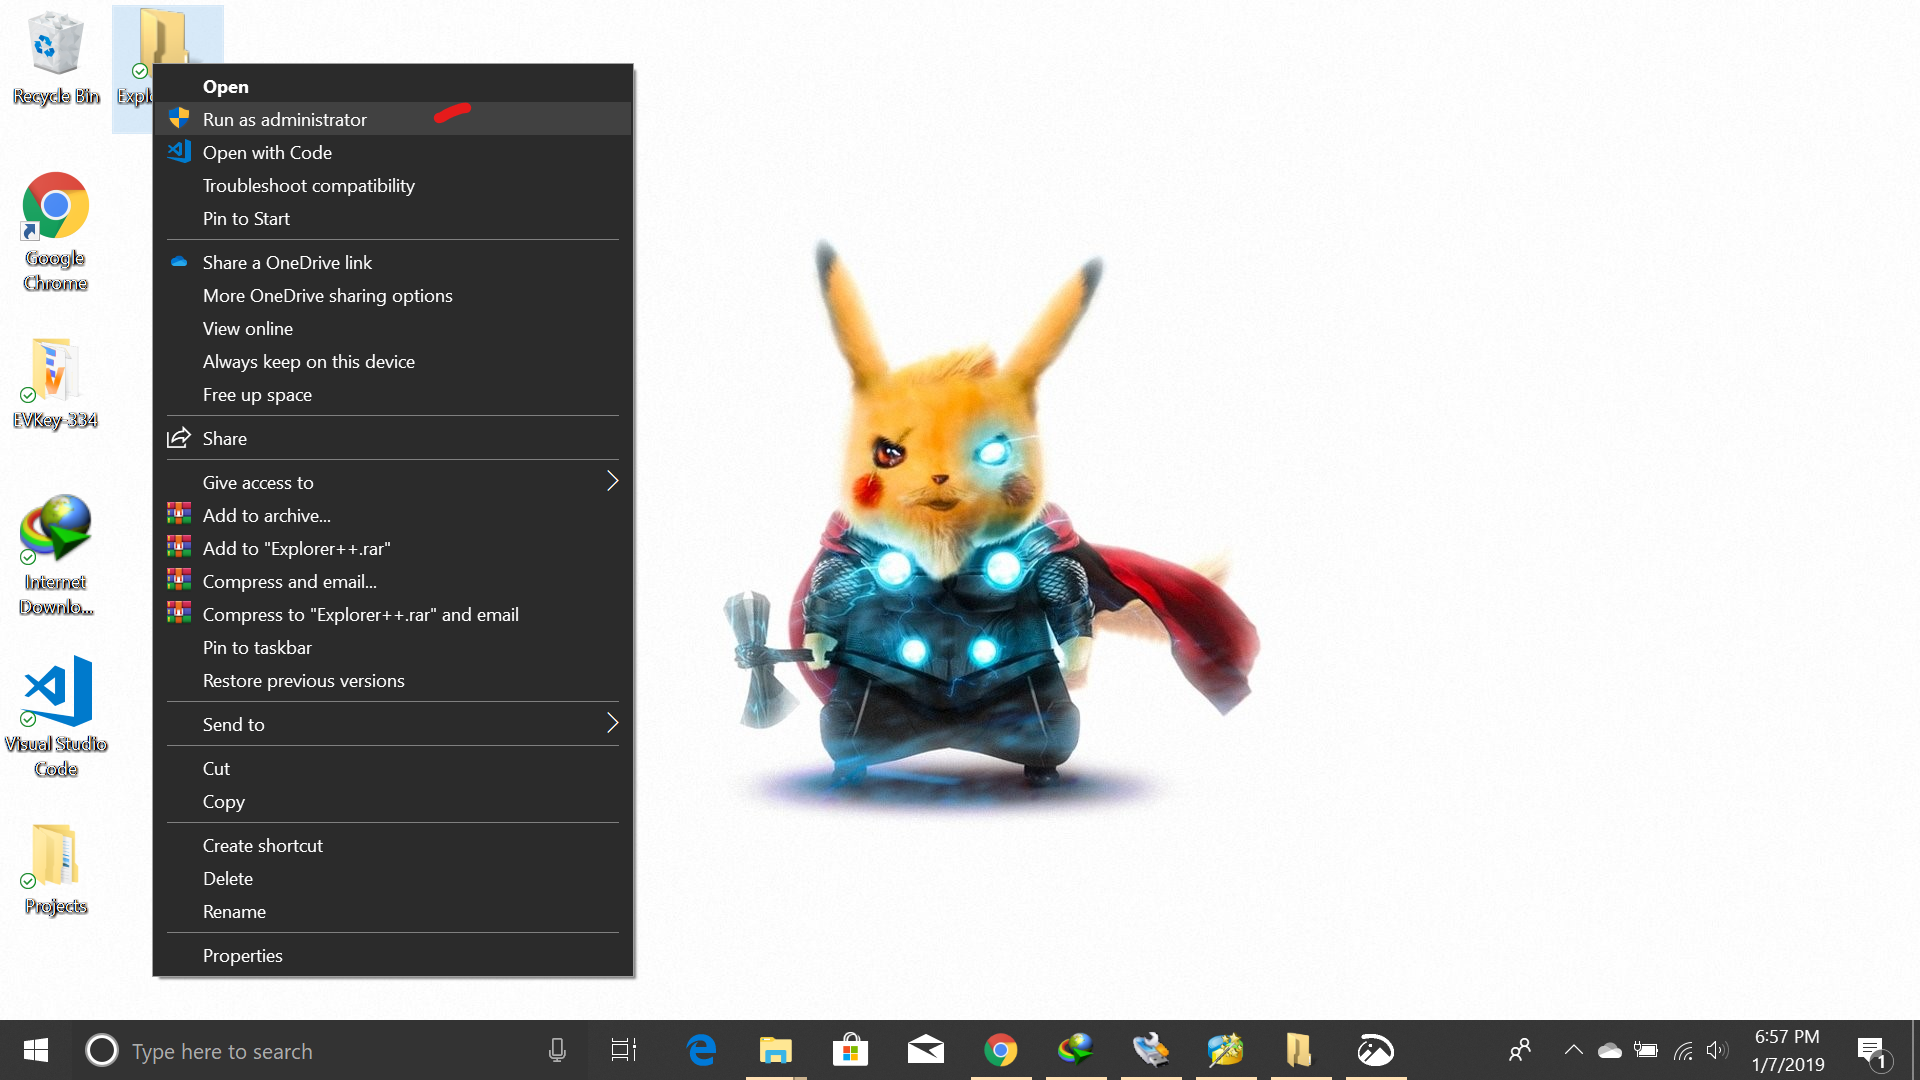 Recycle Bin
Expl
Google
Chrome
EVKey-334
Internet
Downlo...
Visual Studio
Code
Projects
Open
Run as administrator
Open with Code
Troubleshoot compatibility
Pin to Start
Share a OneDrive link
More OneDrive sharing options
View online
Always keep on this device
Free up space
Share
Give access to
Add to archive...
Add to "Explorer++.rar"
Compress and email...
Compress to "Explorer++.rar" and email
Pin to taskbar
Restore previous versions
Send to
Cut
Copy
Create shortcut
Delete
Rename
Properties
Type here to search
6:57 PM
1/7/2019
1